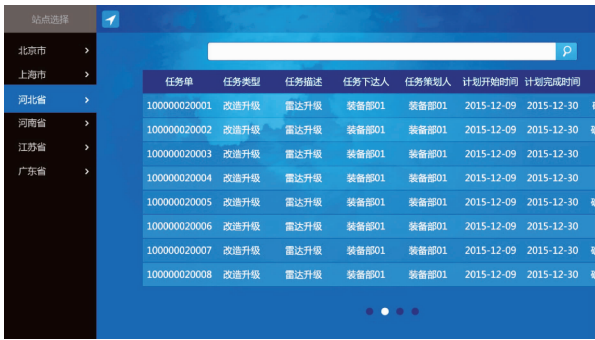 站点选择
北京市
上海市
河北省
河南省
江苏省
广东省
任务单 任务类型 任务描述 任务下达人 任务策划人 计划开始时间 计划完成时间
100000020001 改造升级 雷达升级 装备部01 装备部01 2015-12-09 2015-12-30
100000020002 改造升级 雷达升级 装备部01 装备部01 2015-12-09 2015-12-30
100000020003 改造升级 雷达升级 装备部01 装备部01 2015-12-09 2015-12-30
100000020004 改造升级 雷达升级 装备部01 装备部01 2015-12-09 2015-12-30
100000020005 改造升级 雷达升级 装备部01 装备部01 2015-12-09 2015-12-30
100000020006 改造升级 雷达升级 装备部01 装备部01 2015-12-09 2015-12-30
100000020007 改造升级 雷达升级 装备部01 装备部01 2015-12-09 2015-12-30
100000020008 改造升级 雷达升级 装备部01 装备部01 2015-12-09 2015-12-30